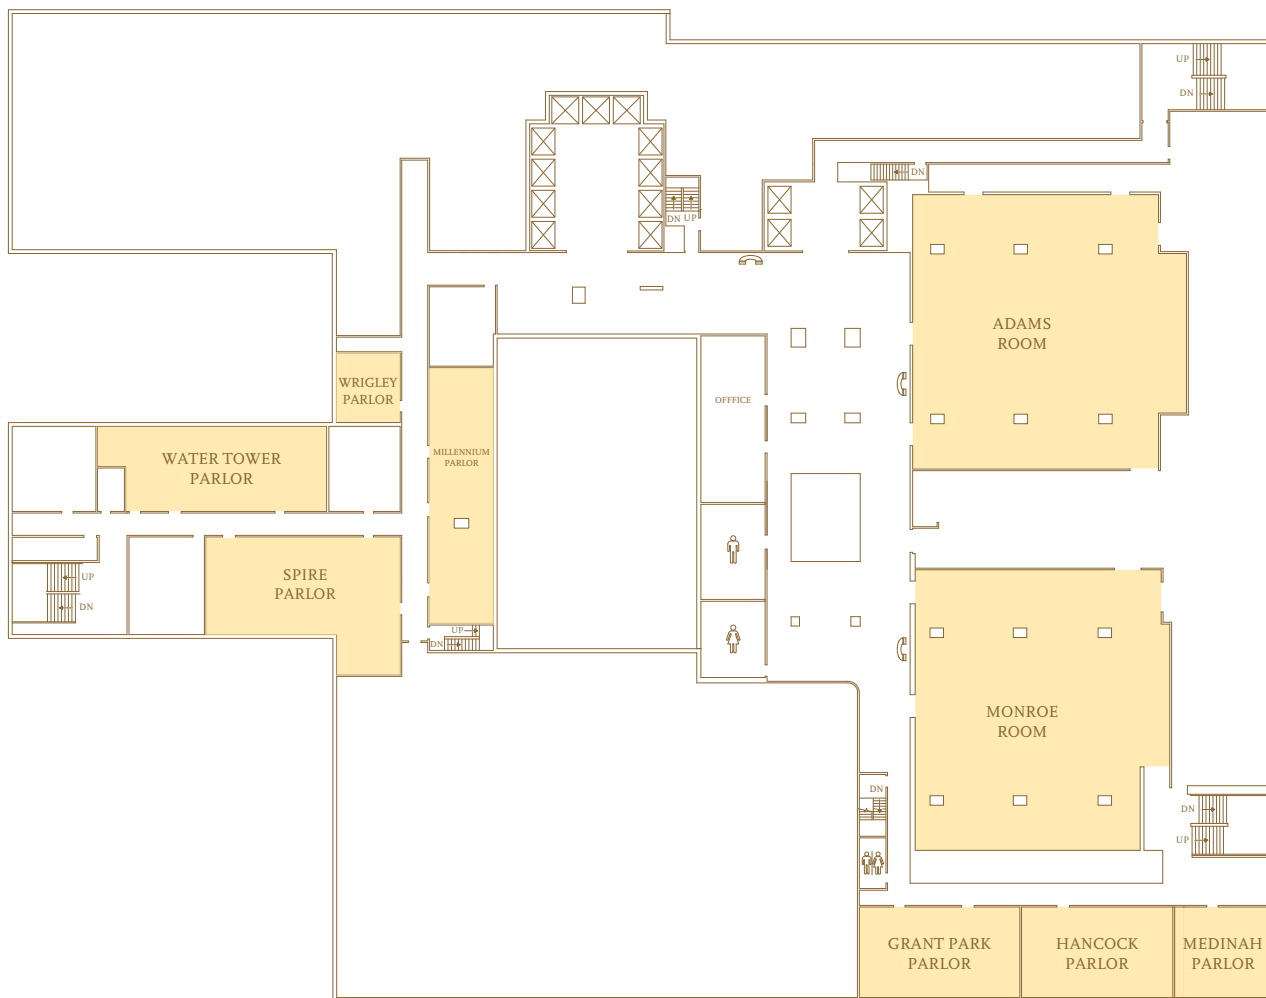 UP
DN
DN
DN UP
ADAMS
ROOM
WRIGLEY
PARLOR
OFFFICE
WATER TOWER
PARLOR
MILLENNIUM
PARLOR
SPIRE
PARLOR
UP
DN
UP
DN
MONROE
ROOM
DN
DN
UP
GRANT PARK
PARLOR
HANCOCK
PARLOR
MEDINAH
PARLOR